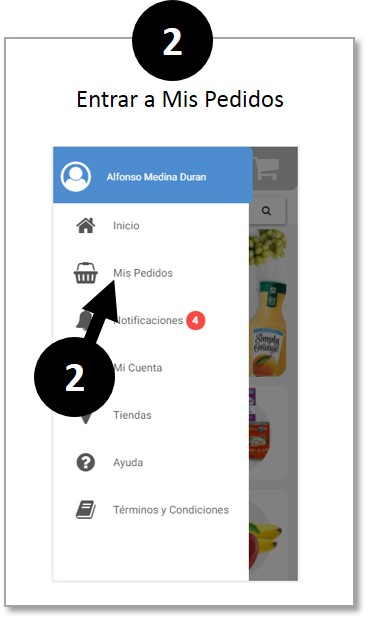 2
Entrar a Mis Pedidos
Alfonso Medina Duran
Inicio
Mis Pedidos
Notificaciones 4
2
Mi Cuenta
Tiendas
Ayuda
Términos y Condiciones
Simply
Orange